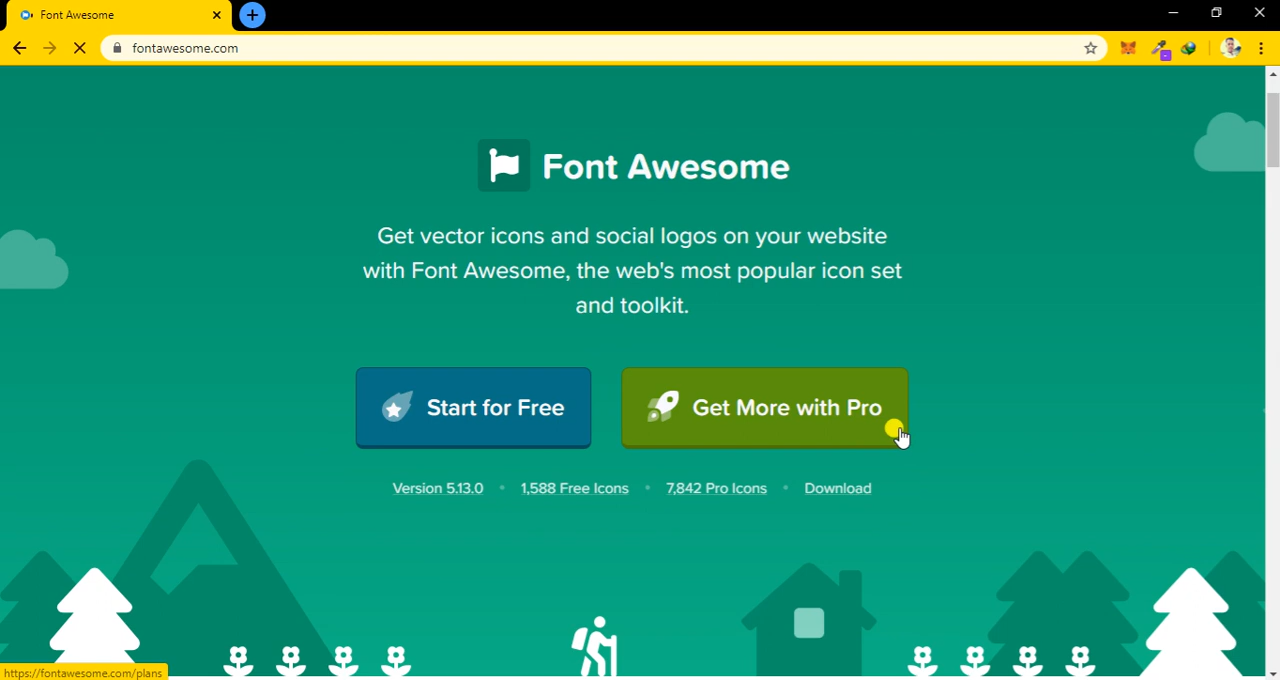 Font Awesome
fontawesome.com
Font Awesome
Get vector icons and social logos on your website
with Font Awesome, the web's most popular icon set
and toolkit.
Start for Free
Get More with Pro
Version 5.13.0 • 1,588 Free Icons • 7,842 Pro Icons • Download
https://fontawesome.com/plans